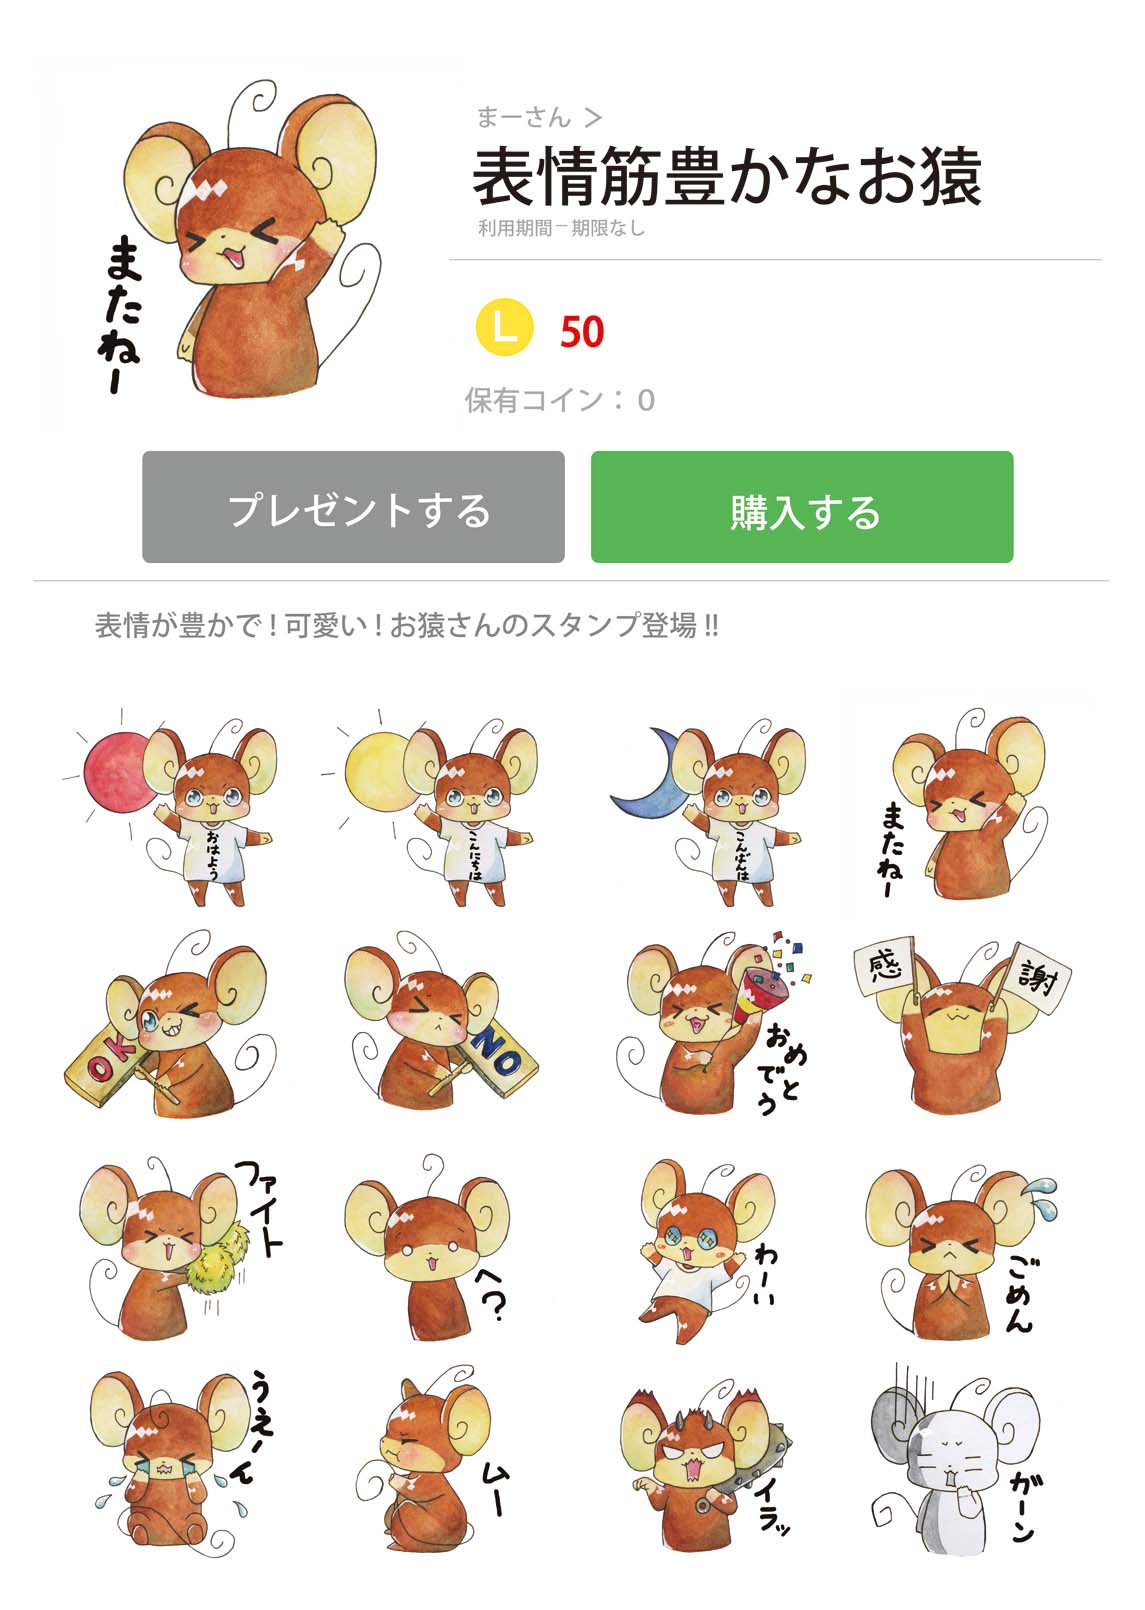 またねー
まーさん ＞
表情筋豊かなお猿
利用期間－期限なし
L 50
保有コイン：0
プレゼントする
購入する
表情が豊かで！可愛い！お猿さんのスタンプ登場!!
おはよう
こんにちは
こんばんは
またねー
OK
NO
おめ
でとう
感
謝
ファイト
へ？
わーい
ごめん
うえーん
ムー
イラッ
ガーン